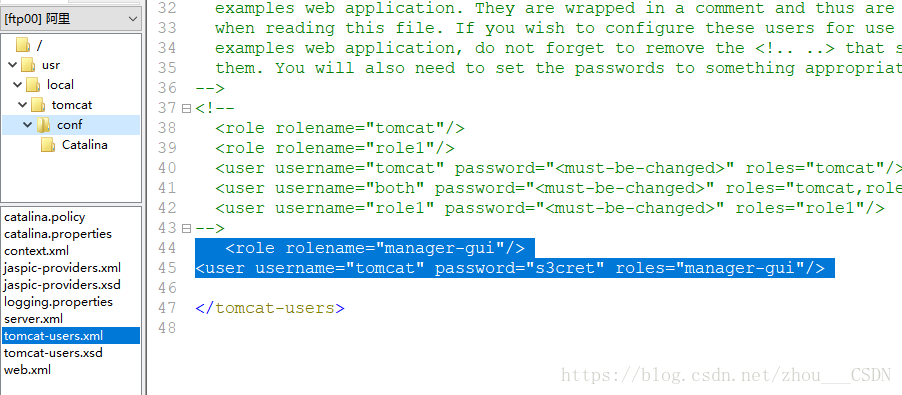 [ftp00] 阿里
/
usr
local
tomcat
conf
Catalina
catalina.policy
catalina.properties
context.xml
jaspic-providers.xml
jaspic-providers.xsd
logging.properties
server.xml
tomcat-users.xml
tomcat-users.xsd
web.xml
32 examples web application. They are wrapped in a comment and thus are
33 when reading this file. If you wish to configure these users for use
34 examples web application, do not forget to remove the <!.. ..> that s
35 them. You will also need to set the passwords to something appropriat
36 -->
37 <!--
38 <role rolename="tomcat"/>
39 <role rolename="role1"/>
40 <user username="tomcat" password="<must-be-changed>" roles="tomcat"/>
41 <user username="both" password="<must-be-changed>" roles="tomcat,role
42 <user username="role1" password="<must-be-changed>" roles="role1"/>
43 -->
44 <role rolename="manager-gui"/>
45 <user username="tomcat" password="s3cret" roles="manager-gui"/>
46
47 </tomcat-users>
48
https://blog.csdn.net/zhou___CSDN